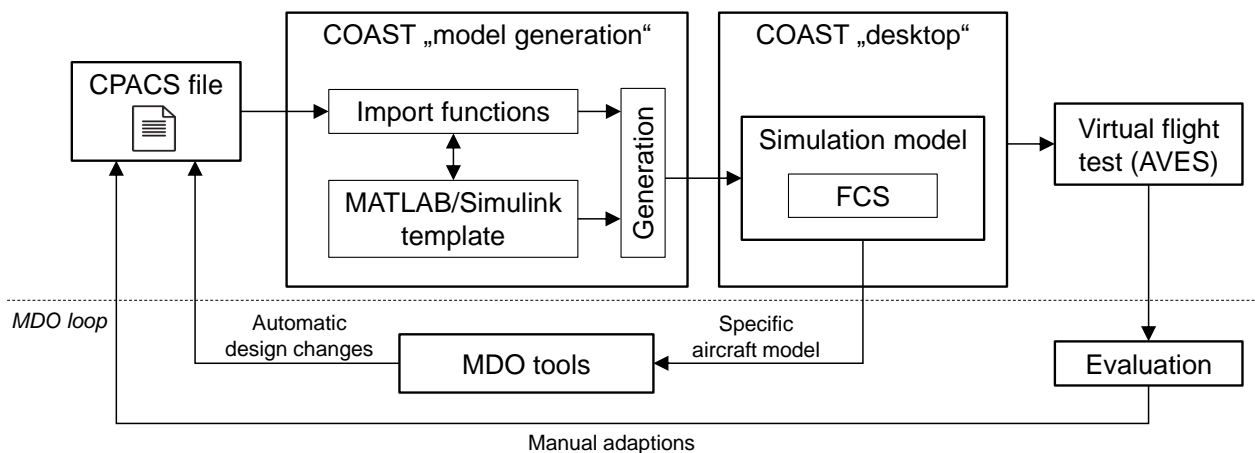 COAST „model generation“
COAST „desktop“
CPACS file
Import functions
MATLAB/Simulink
template
Generation
Simulation model
FCS
Virtual flight
test (AVES)
MDO loop
Automatic
design changes
MDO tools
Specific
aircraft model
Evaluation
Manual adaptions